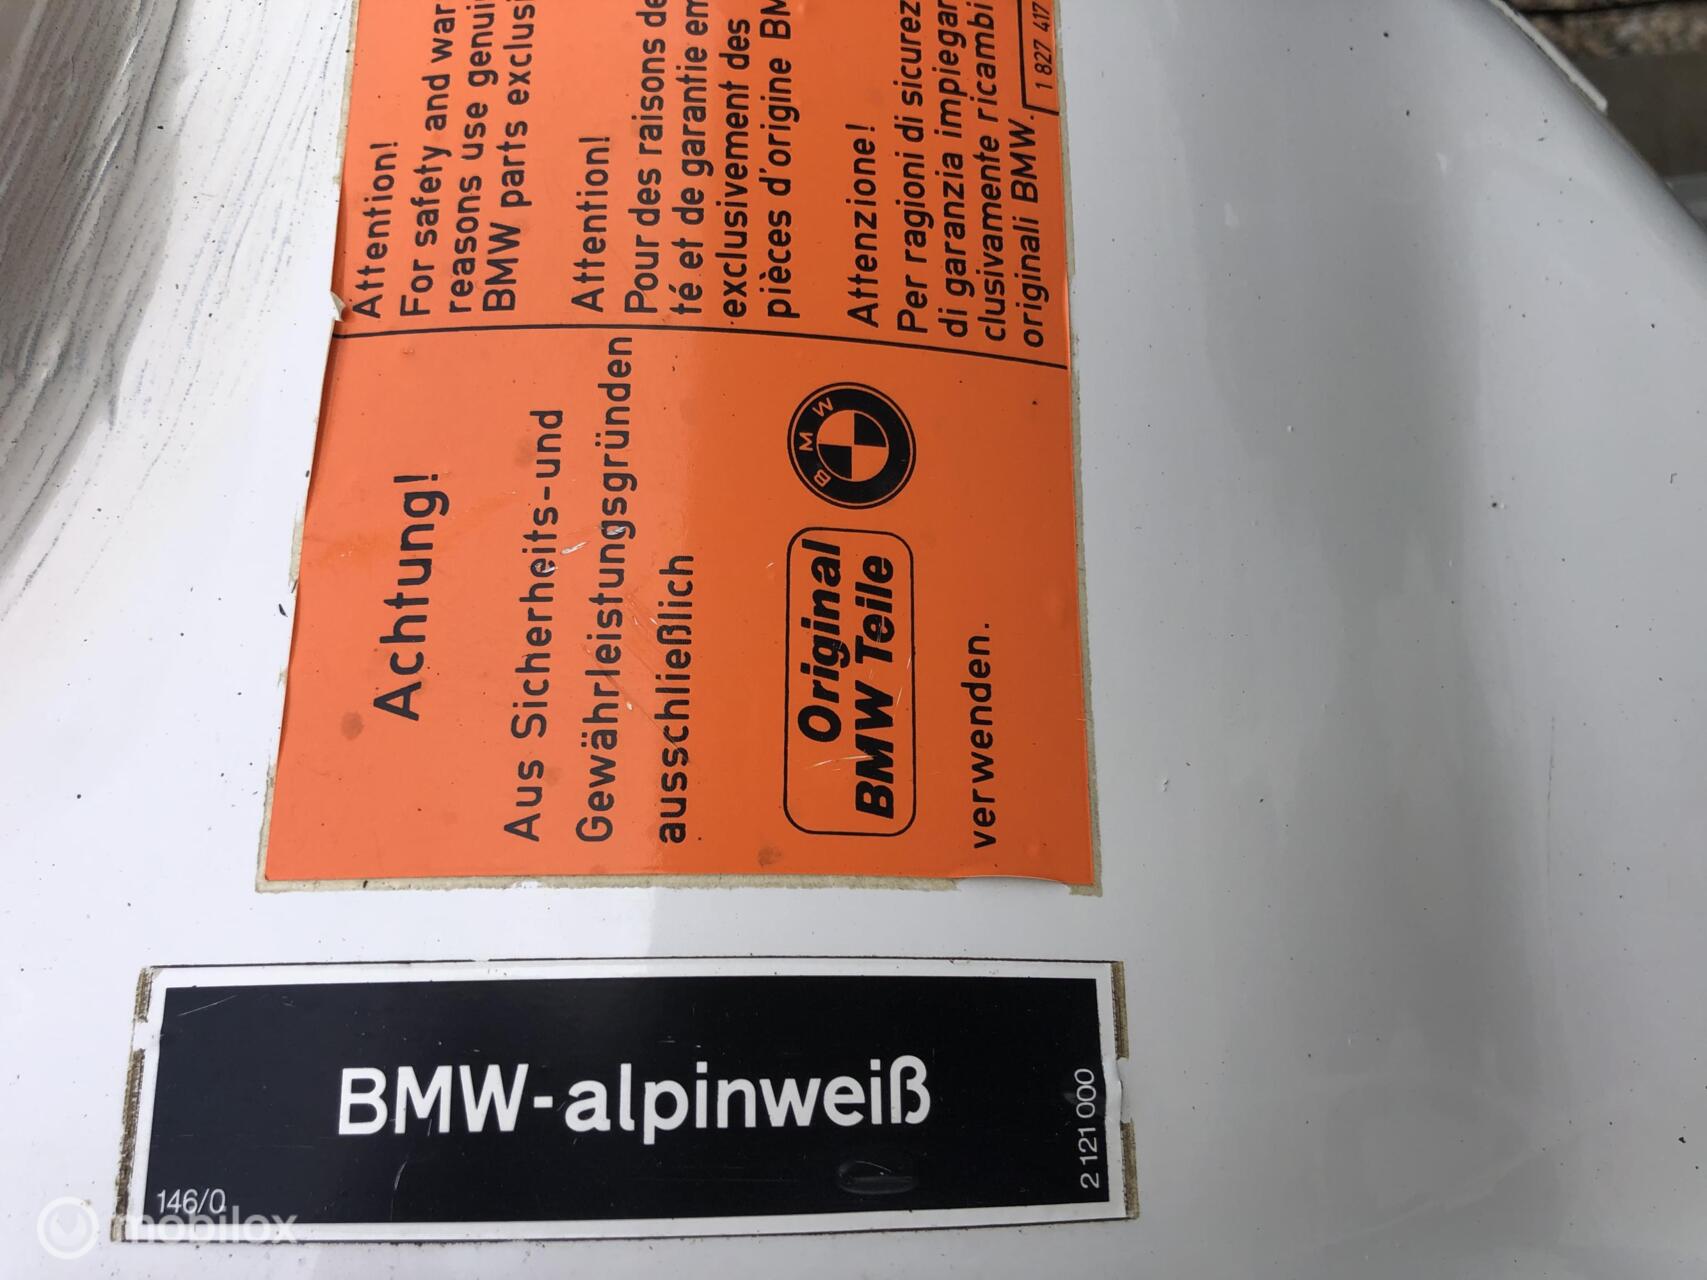 Achtung!
Aus Sicherheits-und
Gewährleistungsgründen
ausschließlich
Original
BMW Teile
BMW
verwenden.
Attention!
For safety and war
reasons use genui
BMW parts exclusi
Attention!
Pour des raisons de
té et de garantie em
exclusivement des
pièces d'origine BM
Attenzione!
Per ragioni di sicurez
di garanzia impiegar
clusivamente ricambi
originali BMW.
1 827 417
BMW-alpinweiß
146/0
2 121 000
mobilox